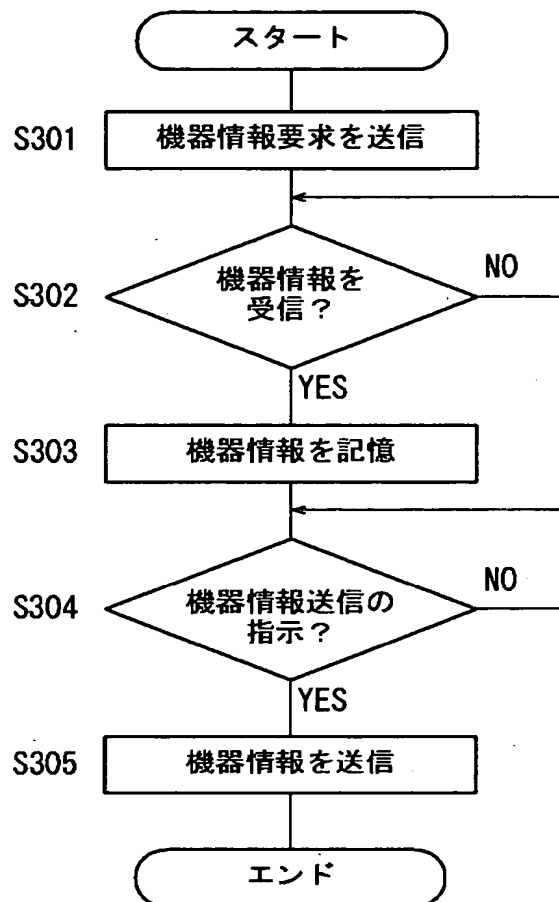 スタート
S301
機器情報要求を送信
S302
機器情報を
受信？
NO
YES
S303
機器情報を記憶
S304
機器情報送信の
指示？
NO
YES
S305
機器情報を送信
エンド